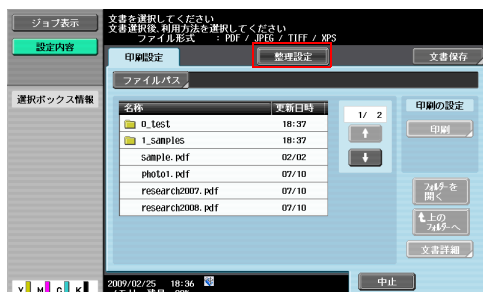 ジョブ表示
設定内容
選択ボックス情報
文書を選択してください
文書選択後、利用方法を選択してください
ファイル形式 : PDF / JPEG / TIFF / XPS
印刷設定
整理設定
文書保存
ファイルパス
名称 更新日時
0_test 18:37
1_samples 18:37
sample.pdf 02/02
photo1.pdf 07/10
research2007.pdf 07/10
research2008.pdf 07/10
1/ 2
印刷の設定
印刷
フォルダーを
開く
上の
フォルダーへ
文書詳細
2009/02/25 18:36
中止
Y M C K